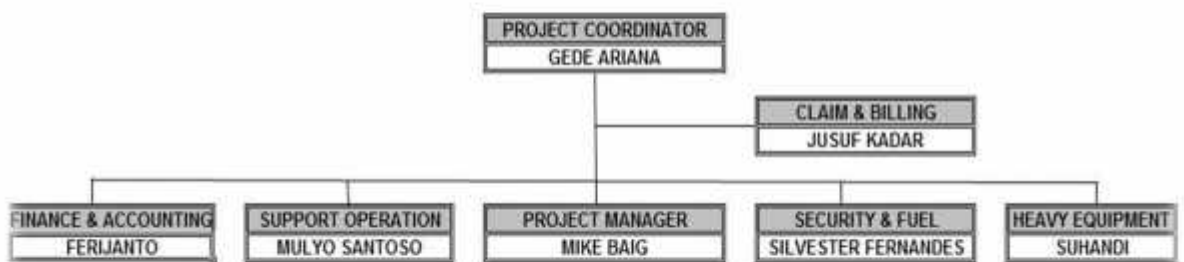 PROJECT COORDINATOR
GEDE ARIANA
CLAIM & BILLING
JUSUF KADAR
FINANCE & ACCOUNTING
FERIJANTO
SUPPORT OPERATION
MULYO SANTOSO
PROJECT MANAGER
MIKE BAIG
SECURITY & FUEL
SILVESTER FERNANDES
HEAVY EQUIPMENT
SUHANDI